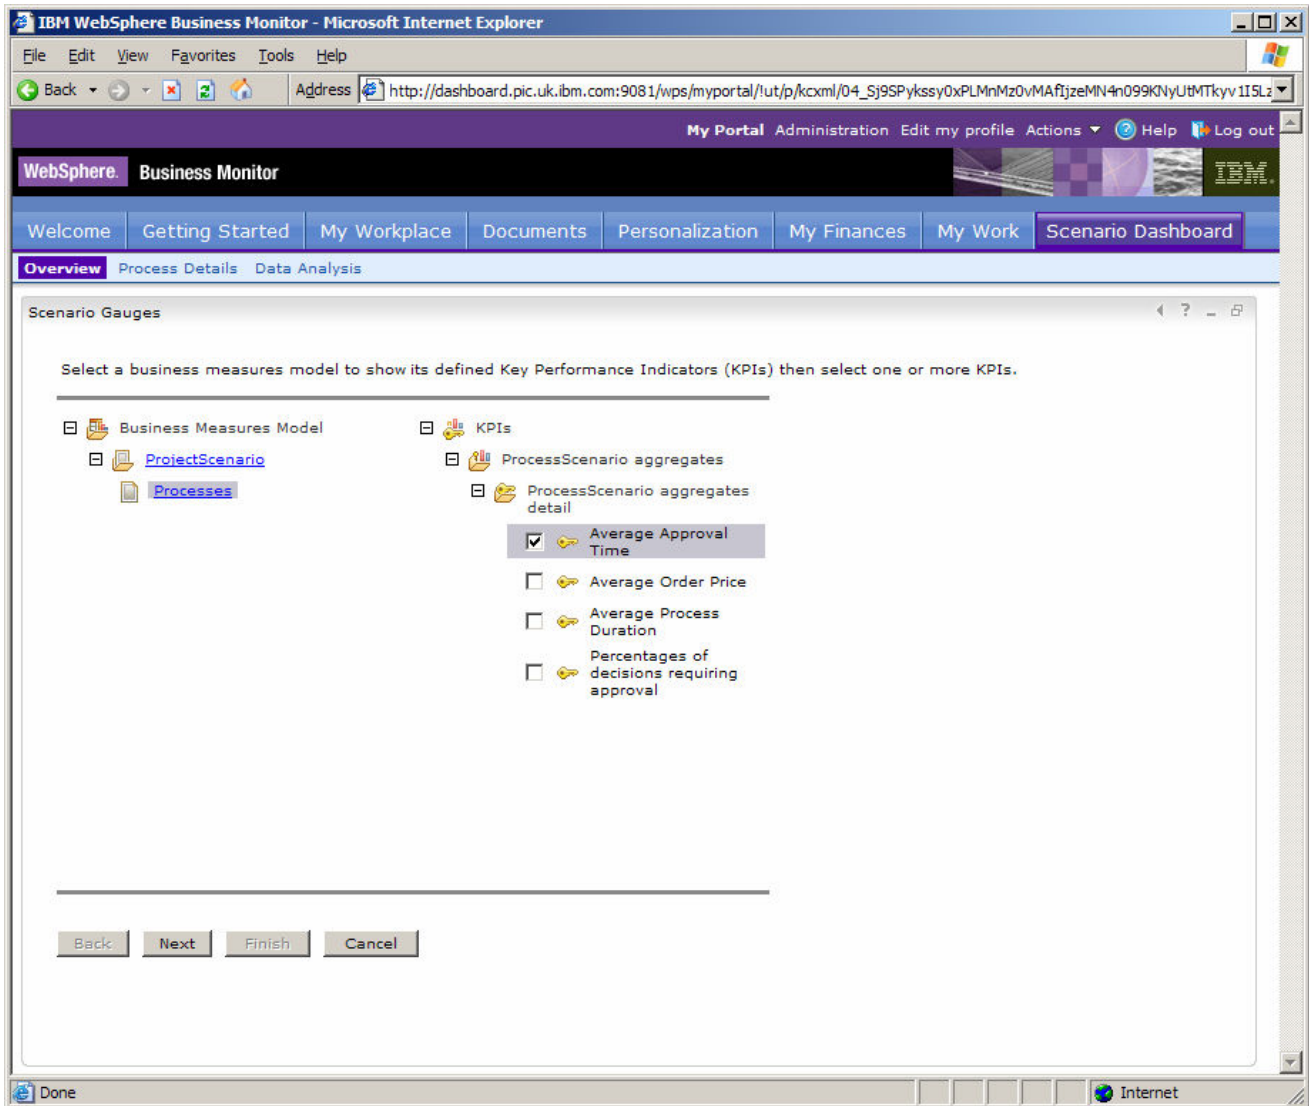 IBM WebSphere Business Monitor - Microsoft Internet Explorer
File Edit View Favorites Tools Help
Back Address http://dashboard.pic.uk.ibm.com:9081/wps/myportal/!ut/p/kcxml/04_Sj9SPykssy0xPLMnMz0vMAfIjzeMN4n099KNyUtMTkyv1I5Lz
My Portal Administration Edit my profile Actions Help Log out
WebSphere. Business Monitor IBM.
Welcome Getting Started My Workplace Documents Personalization My Finances My Work Scenario Dashboard
Overview Process Details Data Analysis
Scenario Gauges
Select a business measures model to show its defined Key Performance Indicators (KPIs) then select one or more KPIs.
Business Measures Model
ProjectScenario
Processes
KPIs
ProcessScenario aggregates
ProcessScenario aggregates
detail
Average Approval
Time
Average Order Price
Average Process
Duration
Percentages of
decisions requiring
approval
Back Next Finish Cancel
Done Internet